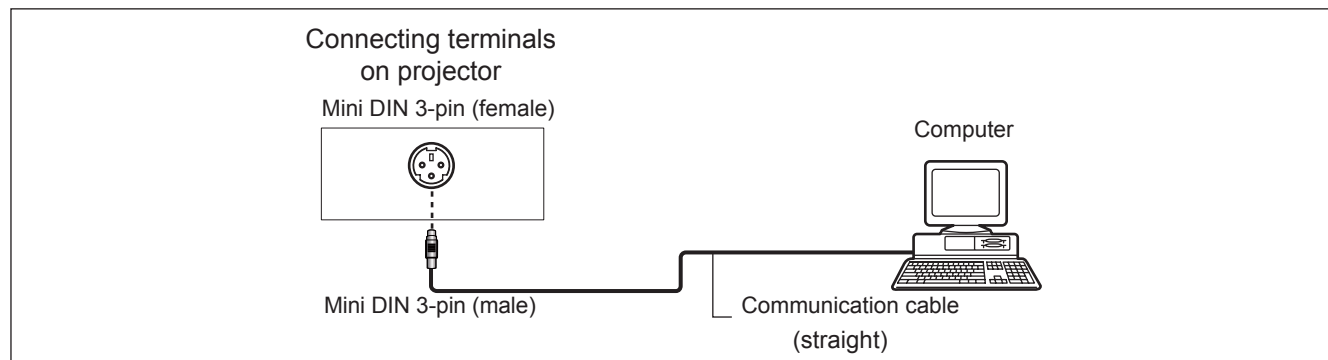 Connecting terminals
on projector
Mini DIN 3-pin (female)
Computer
Mini DIN 3-pin (male)
Communication cable
(straight)